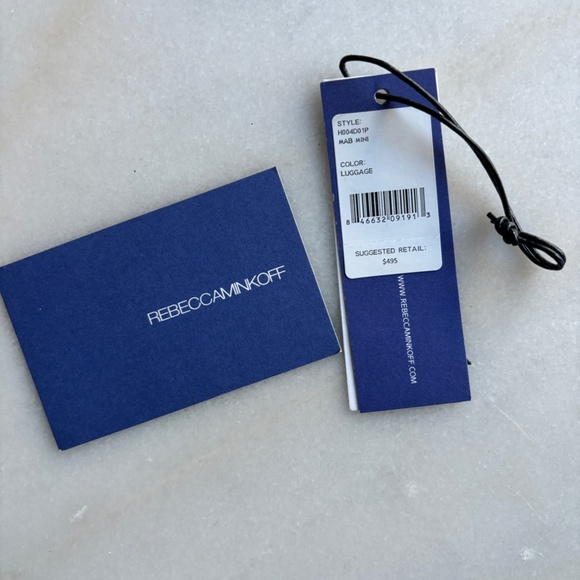 REBECCAMINKOFF
STYLE:
H004D01P
MAB MINI
COLOR:
LUGGAGE
8 46632 09191 3
SUGGESTED RETAIL:
$495
WWW.REBECCAMINKOFF.COM